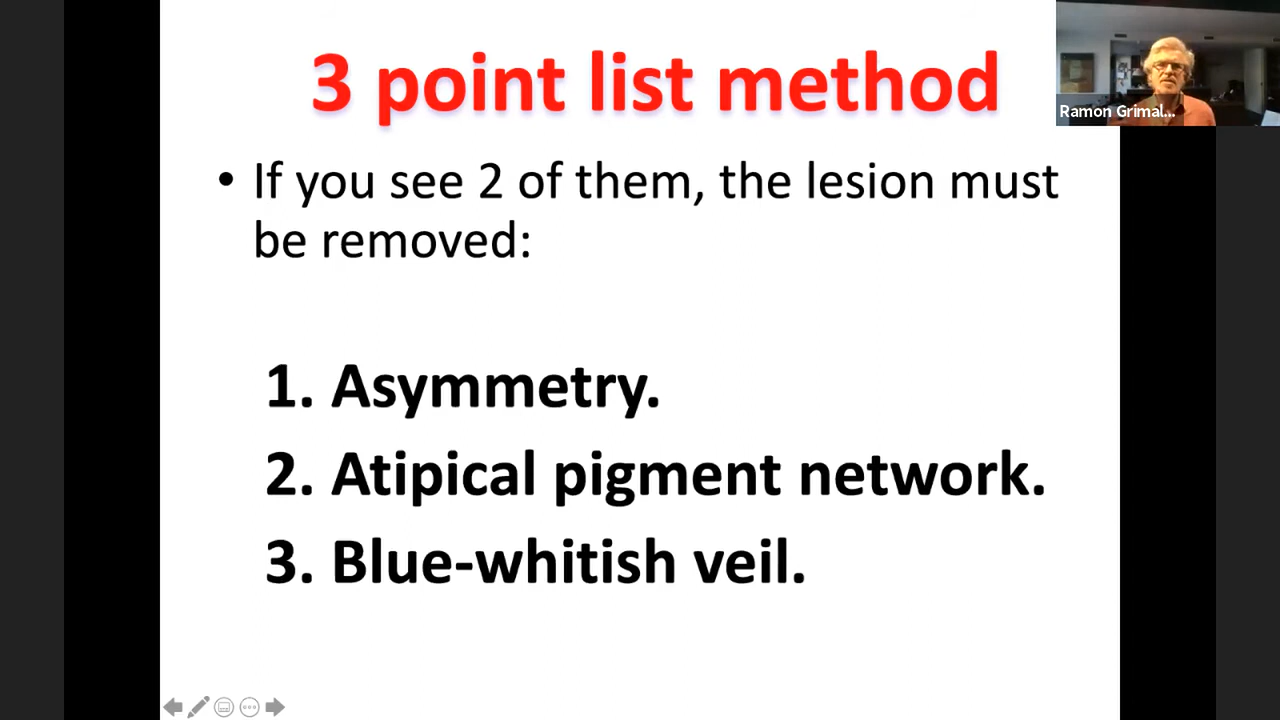 3 point list method
Ramon Grimal...
• If you see 2 of them, the lesion must
be removed:
1. Asymmetry.
2. Atipical pigment network.
3. Blue-whitish veil.